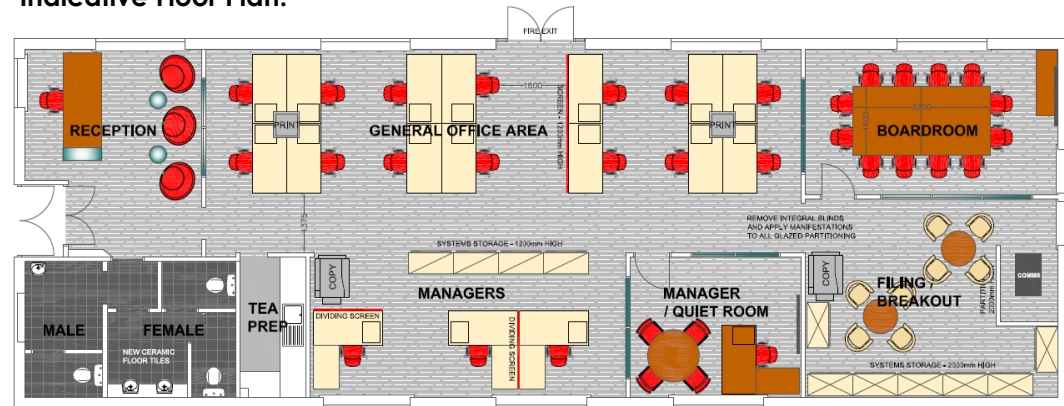 Indicative Floor Plan:
FIRE EXIT
RECEPTION
PRINT
GENERAL OFFICE AREA
1600
SCREEN - 1200mm HIGH
PRINT
3200
1600
BOARDROOM
1375
REMOVE INTEGRAL BLINDS
AND APPLY MANIFESTATIONS
TO ALL GLAZED PARTITIONING
SYSTEMS STORAGE - 1200mm HIGH
COPY
MANAGERS
MANAGER
/ QUIET ROOM
COPY
FILING /
BREAKOUT
COMMS
2000mm HIGH
MALE
FEMALE
TEA
PREP
DIVIDING SCREEN
DIVIDING SCREEN
NEW CERAMIC
FLOOR TILES
SYSTEMS STORAGE - 2000mm HIGH